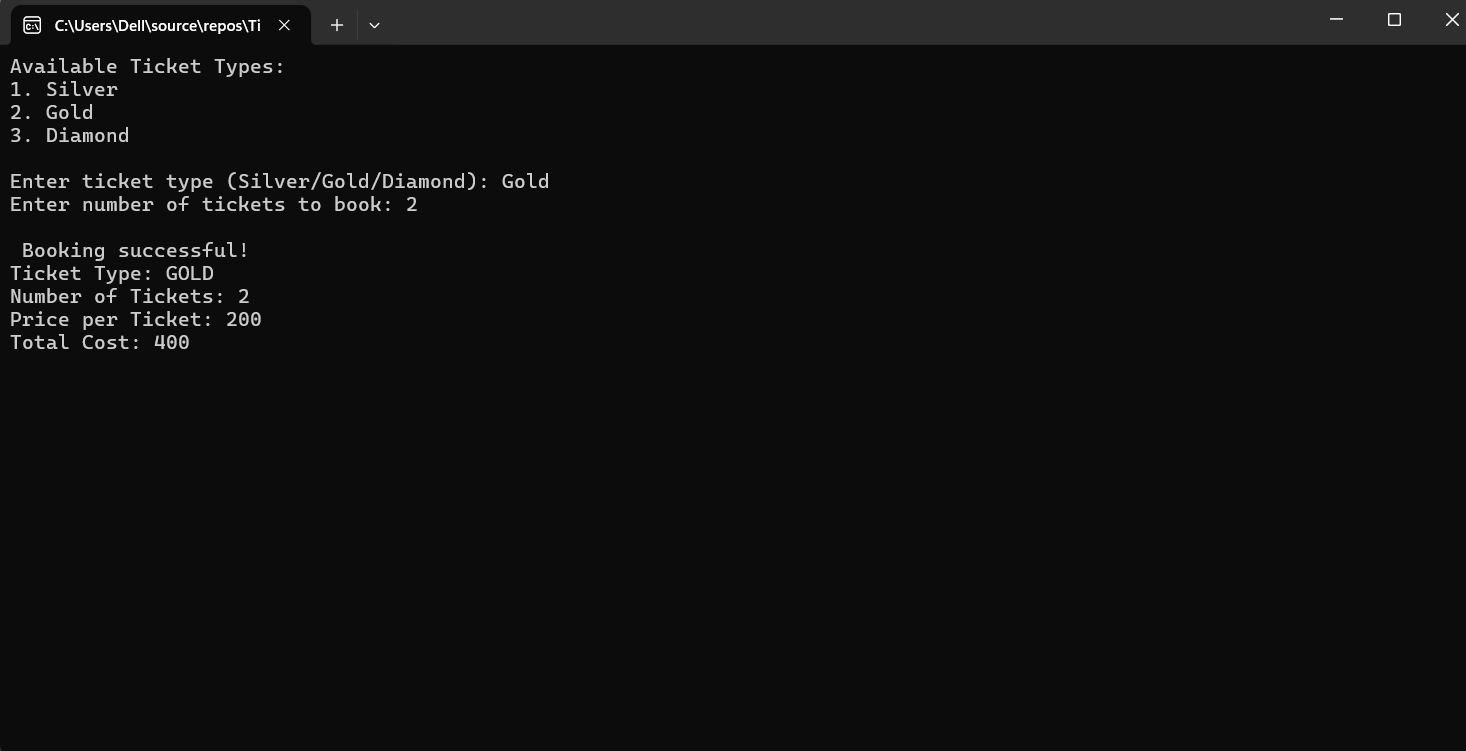 C:\Users\Dell\source\repos\Ti
Available Ticket Types:
1. Silver
2. Gold
3. Diamond
Enter ticket type (Silver/Gold/Diamond): Gold
Enter number of tickets to book: 2
Booking successful!
Ticket Type: GOLD
Number of Tickets: 2
Price per Ticket: 200
Total Cost: 400